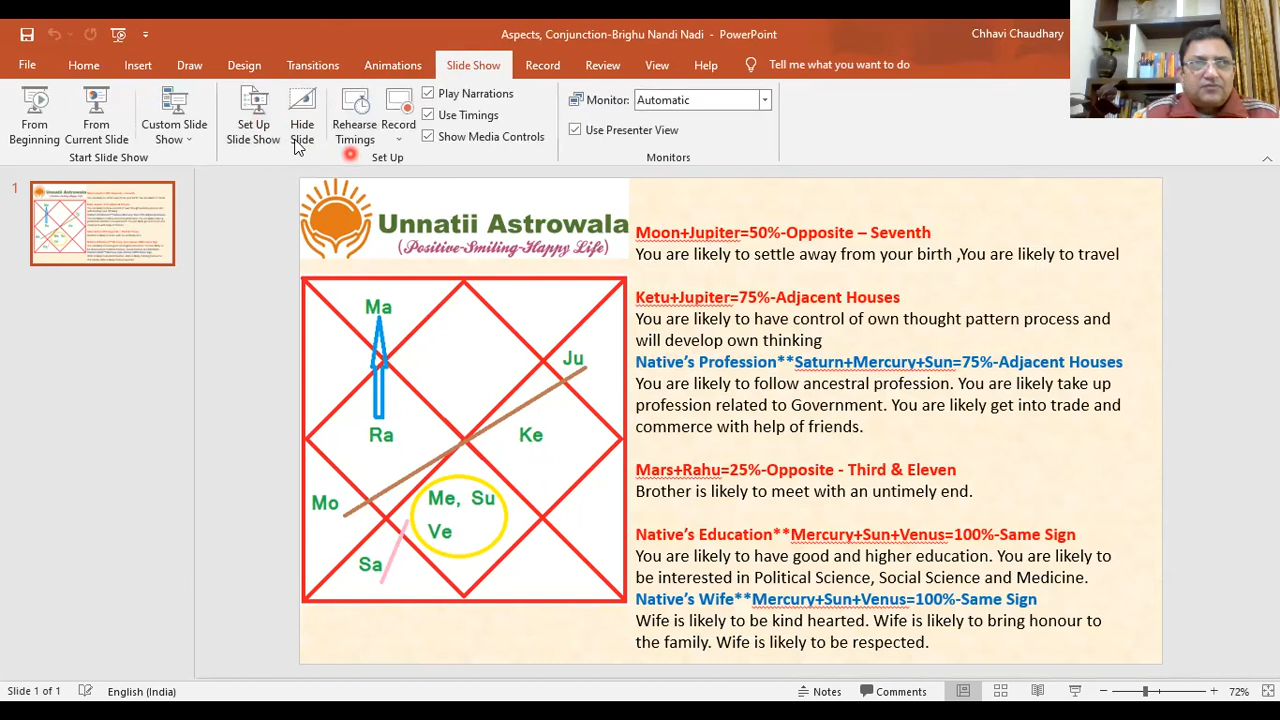 Aspects, Conjunction-Brighu Nandi Nadi - PowerPoint
Chhavi Chaudhary
File Home Insert Draw Design Transitions Animations Slide Show Record Review View Help Tell me what you want to do
From Beginning
From Current Slide
Custom Slide Show
Start Slide Show
Set Up Slide Show
Hide Slide
Rehearse Timings
Record
Play Narrations
Use Timings
Show Media Controls
Set Up
Monitor: Automatic
Use Presenter View
Monitors
1
Unnatii Astrowala
(Positive-Smiling-Happy Life)
Ma
Ju
Ra
Ke
Mo
Me, Su
Ve
Sa
Moon+Jupiter=50%-Opposite – Seventh
You are likely to settle away from your birth ,You are likely to travel
Ketu+Jupiter=75%-Adjacent Houses
You are likely to have control of own thought pattern process and
will develop own thinking
Native's Profession**Saturn+Mercury+Sun=75%-Adjacent Houses
You are likely to follow ancestral profession. You are likely take up
profession related to Government. You are likely get into trade and
commerce with help of friends.
Mars+Rahu=25%-Opposite - Third & Eleven
Brother is likely to meet with an untimely end.
Native's Education**Mercury+Sun+Venus=100%-Same Sign
You are likely to have good and higher education. You are likely to
be interested in Political Science, Social Science and Medicine.
Native's Wife**Mercury+Sun+Venus=100%-Same Sign
Wife is likely to be kind hearted. Wife is likely to bring honour to
the family. Wife is likely to be respected.
Slide 1 of 1
English (India)
Notes
Comments
72%